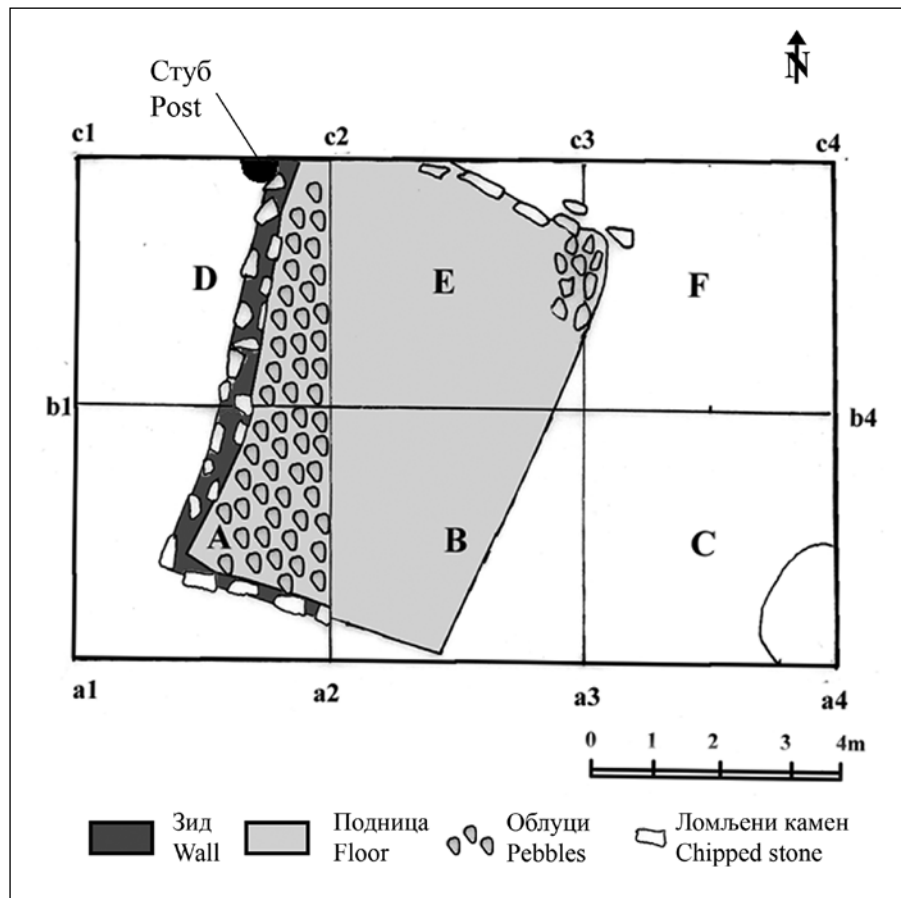 N
Стуб
Post
c1 c2 c3 c4
D E F
b1 b4
A B C
a1 a2 a3 a4
0 1 2 3 4m
Зид
Wall
Подница
Floor
Облуци
Pebbles
Ломљени камен
Chipped stone